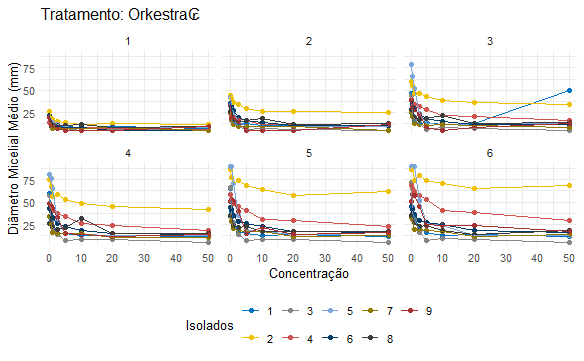 Tratamento: Orkestra₢
1 2 3
Diâmetro Micelial Médio (mm)
75
50
25
4 5 6
75
50
25
0 10 20 30 40 50 0 10 20 30 40 50 0 10 20 30 40 50
Concentração
Isolados
1 3 5 7 9
2 4 6 8